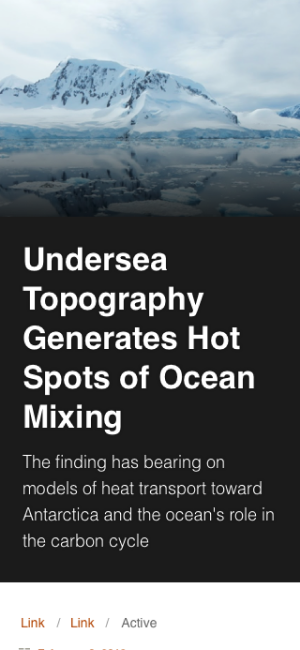 Undersea
Topography
Generates Hot
Spots of Ocean
Mixing
The finding has bearing on
models of heat transport toward
Antarctica and the ocean's role in
the carbon cycle
Link / Link / Active